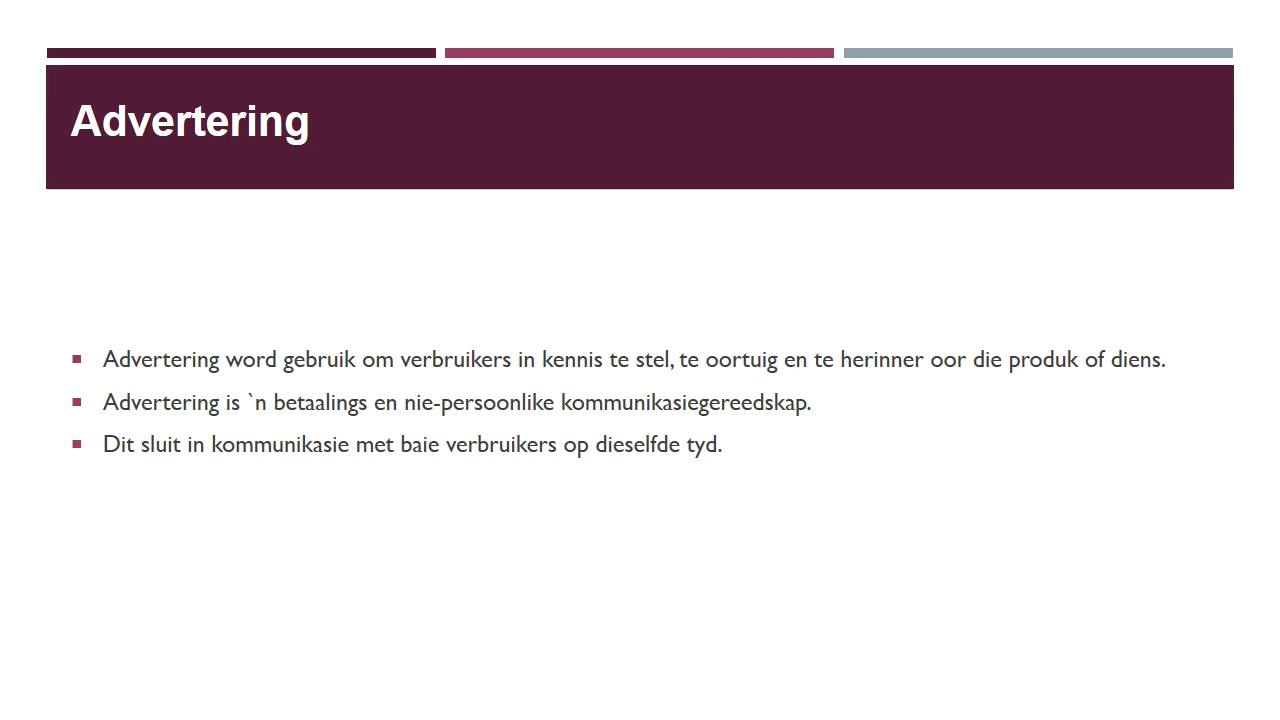 Advertering
Advertering word gebruik om verbruikers in kennis te stel, te oortuig en te herinner oor die produk of diens.
Advertering is `n betaalings en nie-persoonlike kommunikasiegereedskap.
Dit sluit in kommunikasie met baie verbruikers op dieselfde tyd.